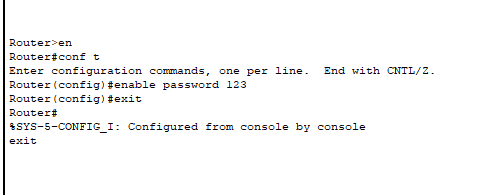 Router>en
Router#conf t
Enter configuration commands, one per line.  End with CNTL/Z.
Router(config)#enable password 123
Router(config)#exit
Router#
%SYS-5-CONFIG_I: Configured from console by console
exit